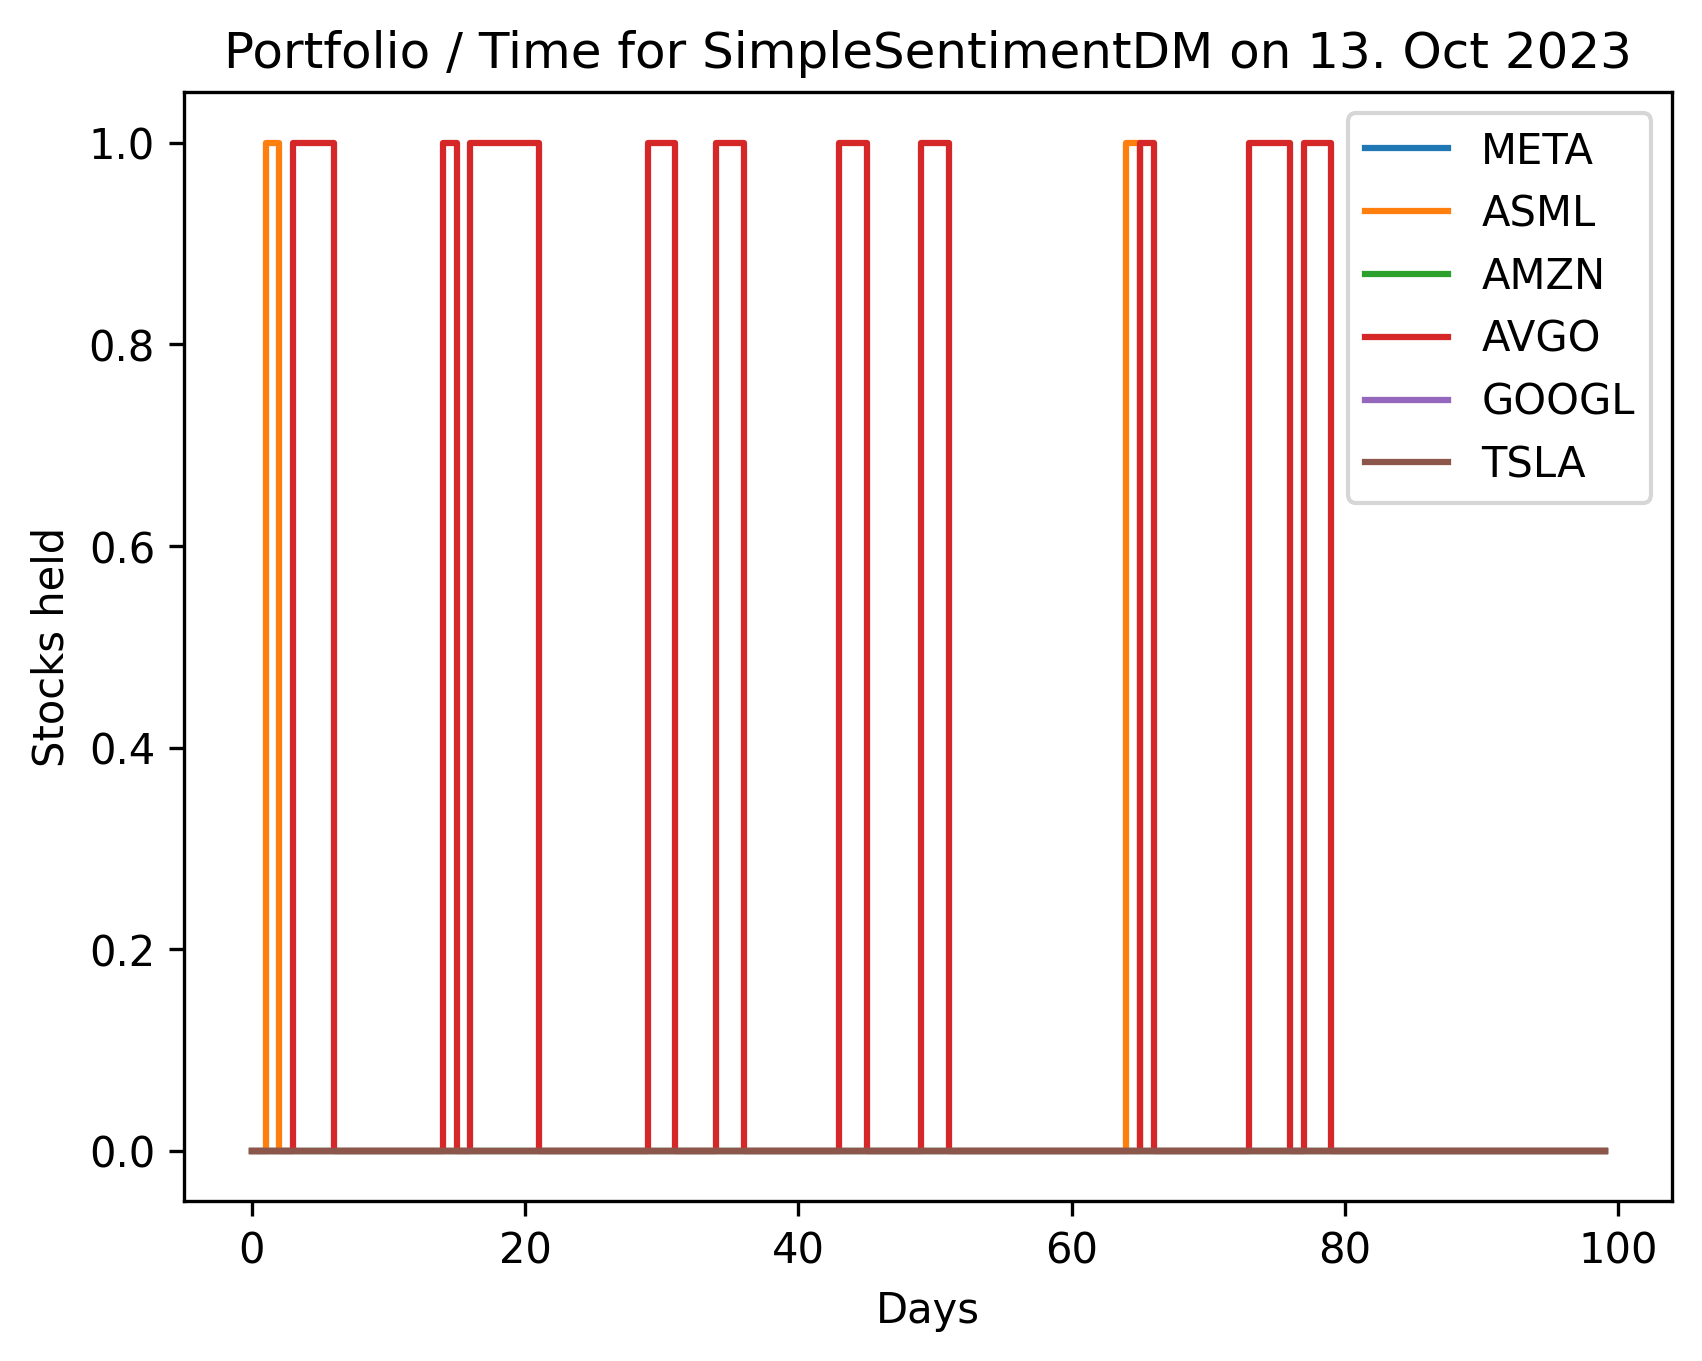 Portfolio / Time for SimpleSentimentDM on 13. Oct 2023
1.0
0.8
0.6
0.4
0.2
0.0
Stocks held
META
ASML
AMZN
AVGO
GOOGL
TSLA
0
20
40
60
80
100
Days